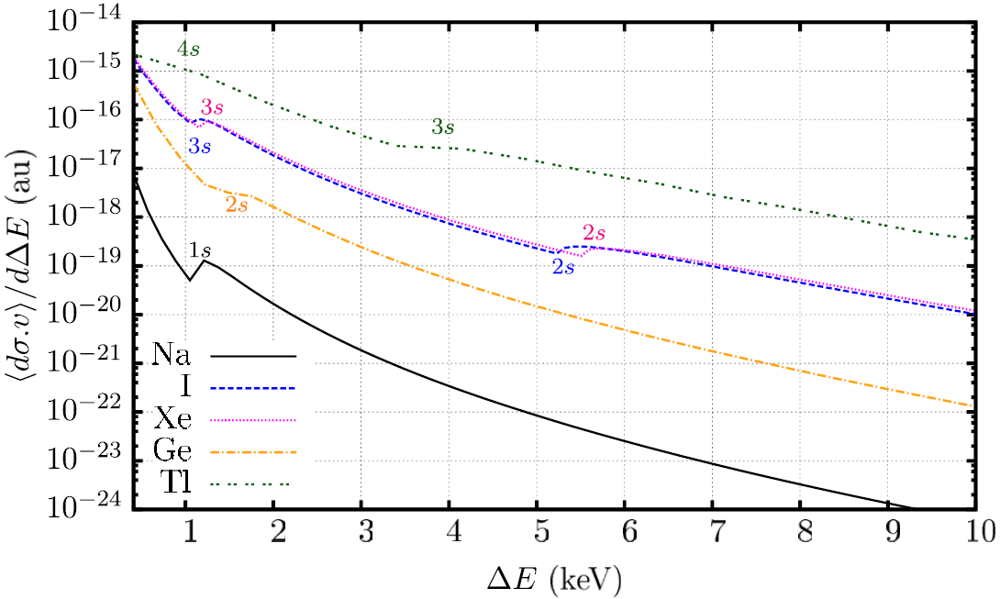 ⟨dσ.v⟩/dΔE (au)
10⁻¹⁴
10⁻¹⁵
10⁻¹⁶
10⁻¹⁷
10⁻¹⁸
10⁻¹⁹
10⁻²⁰
10⁻²¹
10⁻²²
10⁻²³
10⁻²⁴
4s
3s
3s
3s
2s
2s
2s
1s
Na
I
Xe
Ge
Tl
1 2 3 4 5 6 7 8 9 10
ΔE (keV)